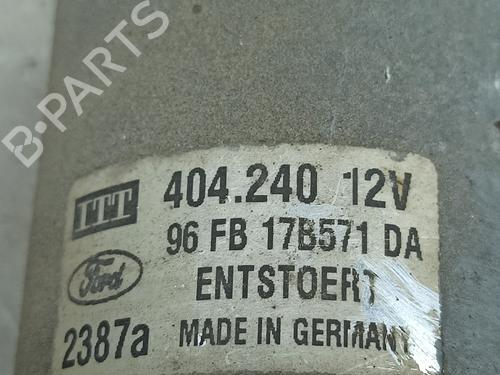 B-PARTS
404.240 12V
96 FB 17B571 DA
Ford
ENTSTOERT
2387a MADE IN GERMANY